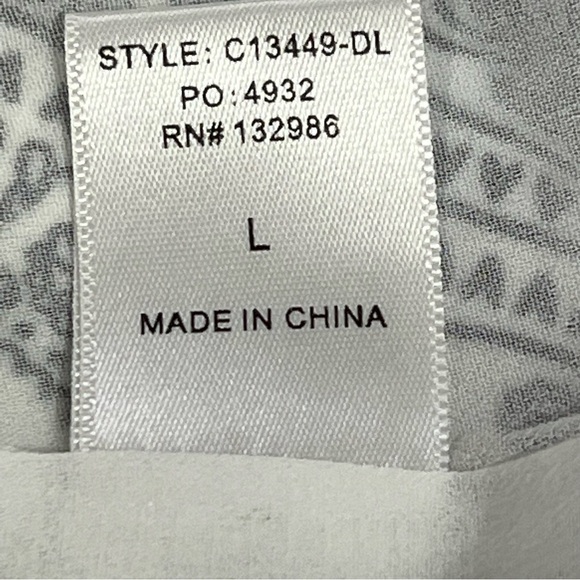 STYLE: C13449-DL
PO:4932
RN# 132986
L
MADE IN CHINA